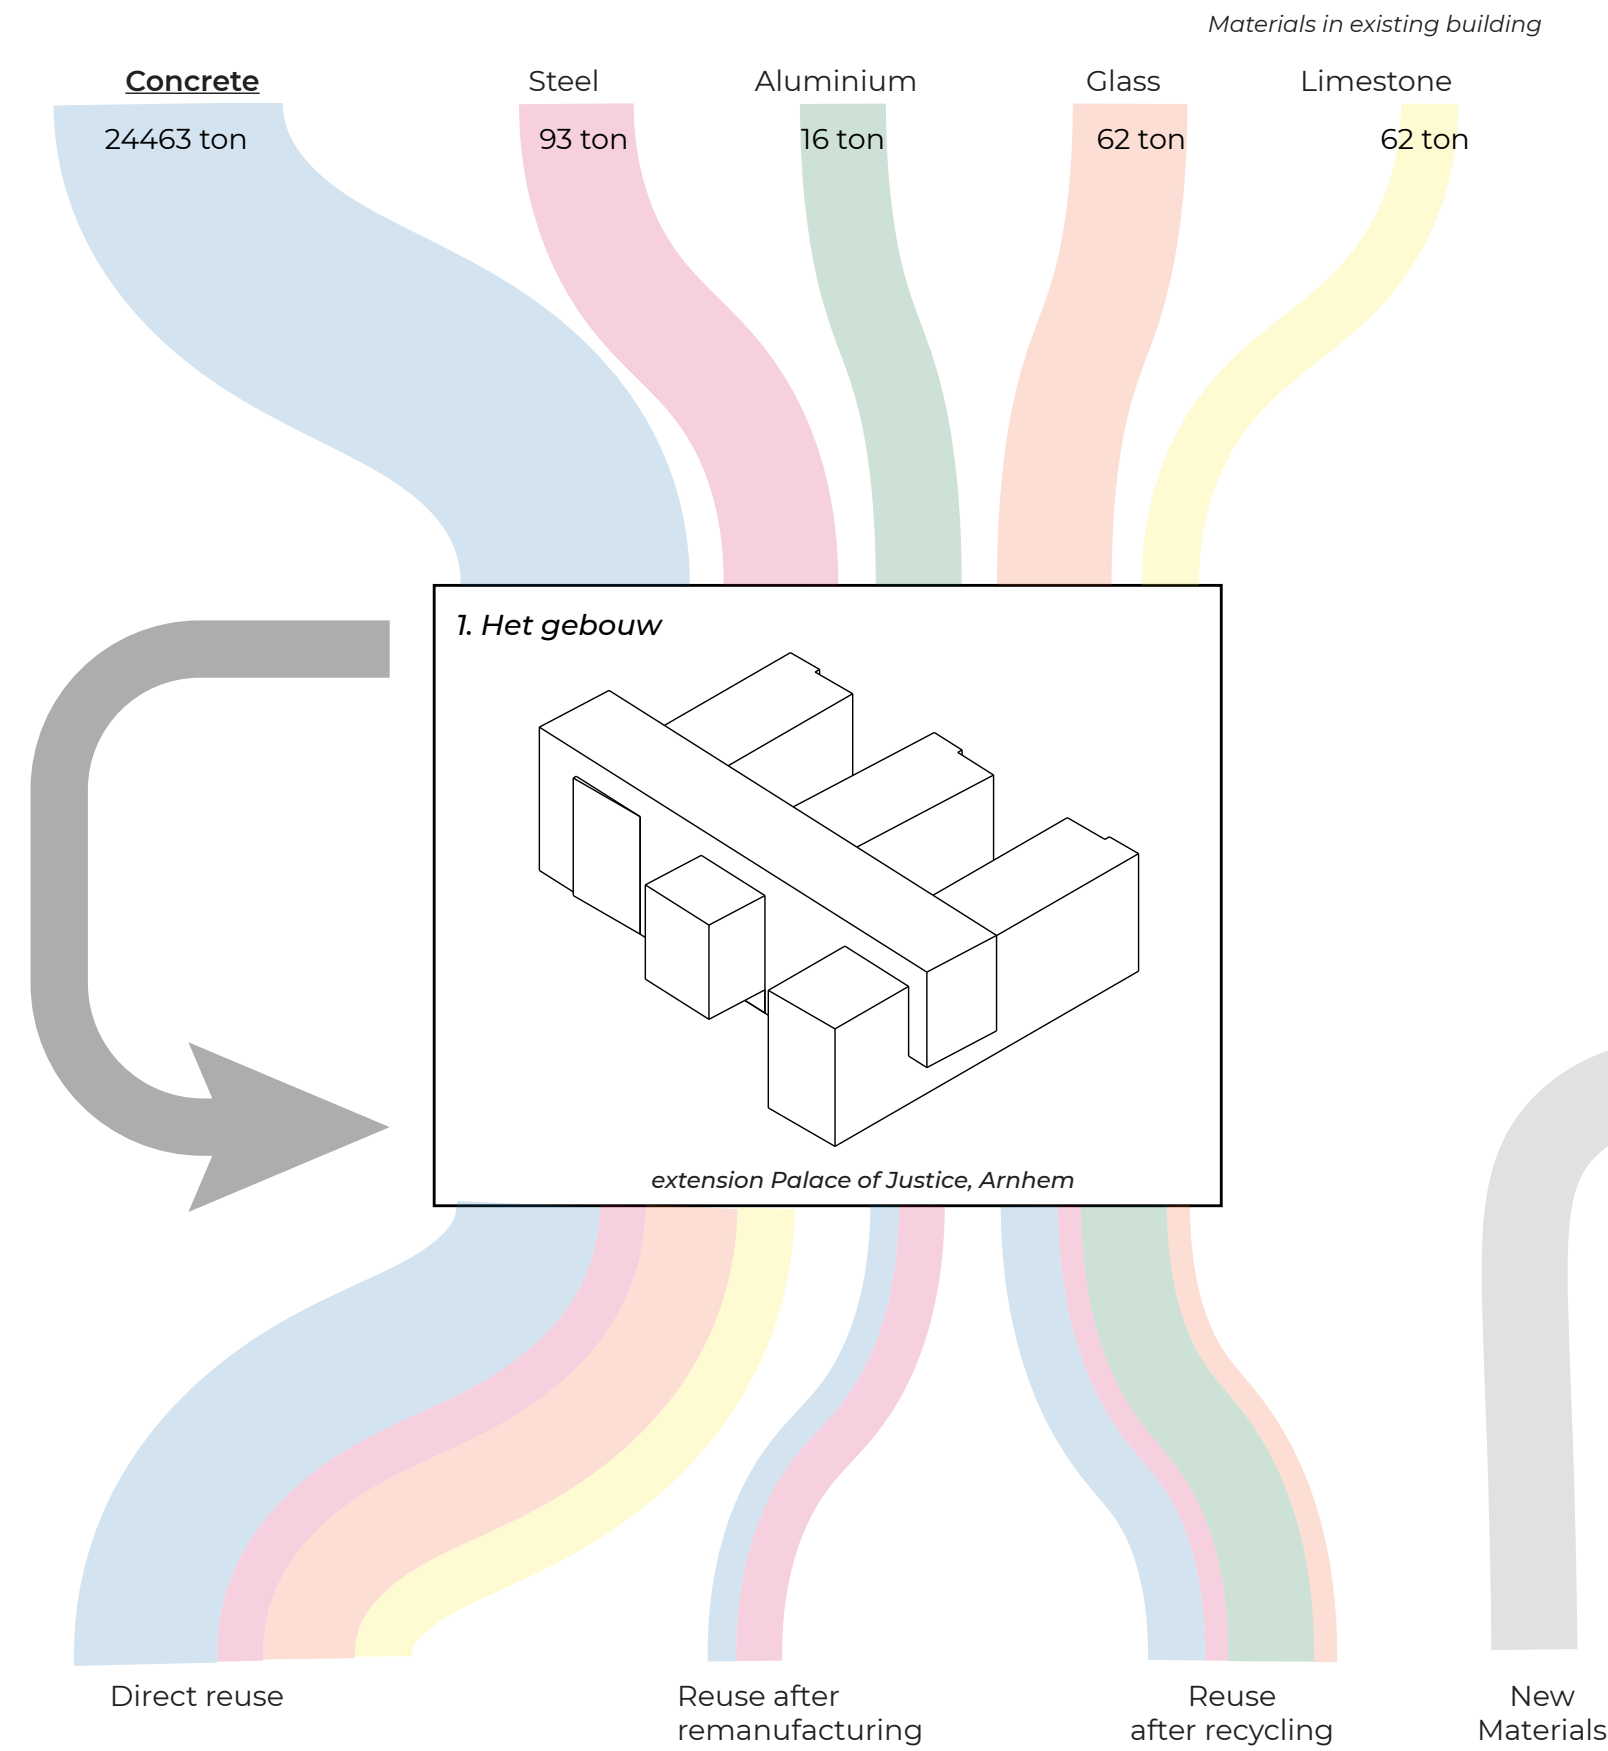 Materials in existing building
Concrete
Steel
Aluminium
Glass
Limestone
24463 ton
93 ton
16 ton
62 ton
62 ton
1. Het gebouw
extension Palace of Justice, Arnhem
Direct reuse
Reuse after
remanufacturing
Reuse
after recycling
New
Materials